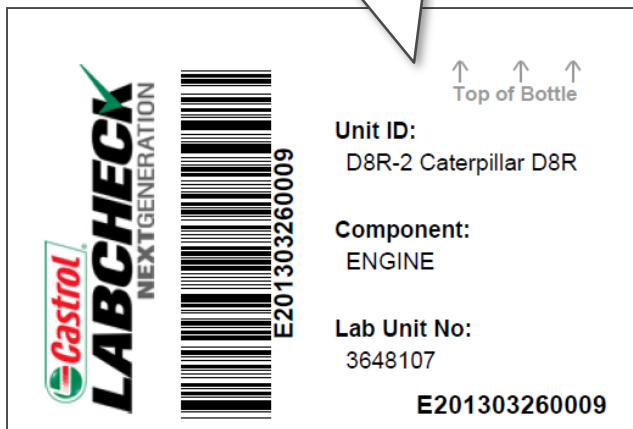 Castrol
LABCHECK
NEXTGENERATION
E201303260009
Top of Bottle
Unit ID:
D8R-2 Caterpillar D8R
Component:
ENGINE
Lab Unit No:
3648107
E201303260009